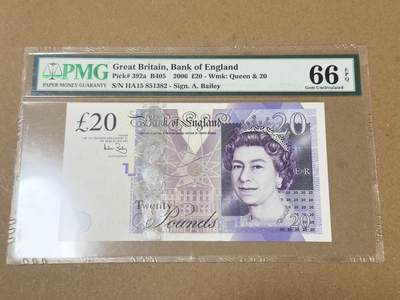 PMG
PAPER MONEY GUARANTY
Great Britain, Bank of England
Pick# 392a B405 2006 £20 - Wmk: Queen & 20
S/N HA15 851382 - Sign. A. Bailey
66 EPQ
Gem Uncirculated
£20
Bank of England
20
E R
Twenty
Pounds
20